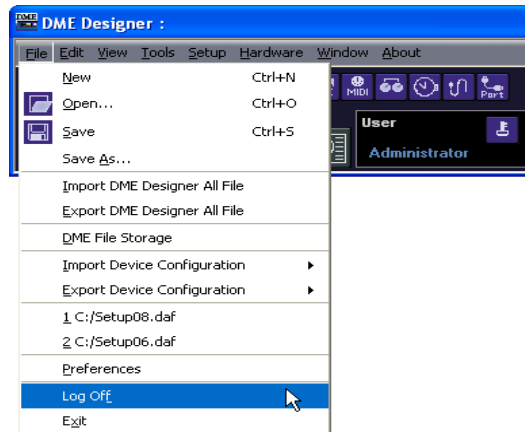 DME DME Designer :
File Edit View Tools Setup Hardware Window About
New Ctrl+N
MIDI Port
Open... Ctrl+O
User
Save Ctrl+S
Administrator
Save As...
Import DME Designer All File
Export DME Designer All File
DME File Storage
Import Device Configuration
Export Device Configuration
1 C:/Setup08.daf
2 C:/Setup06.daf
Preferences
Log Off
Exit